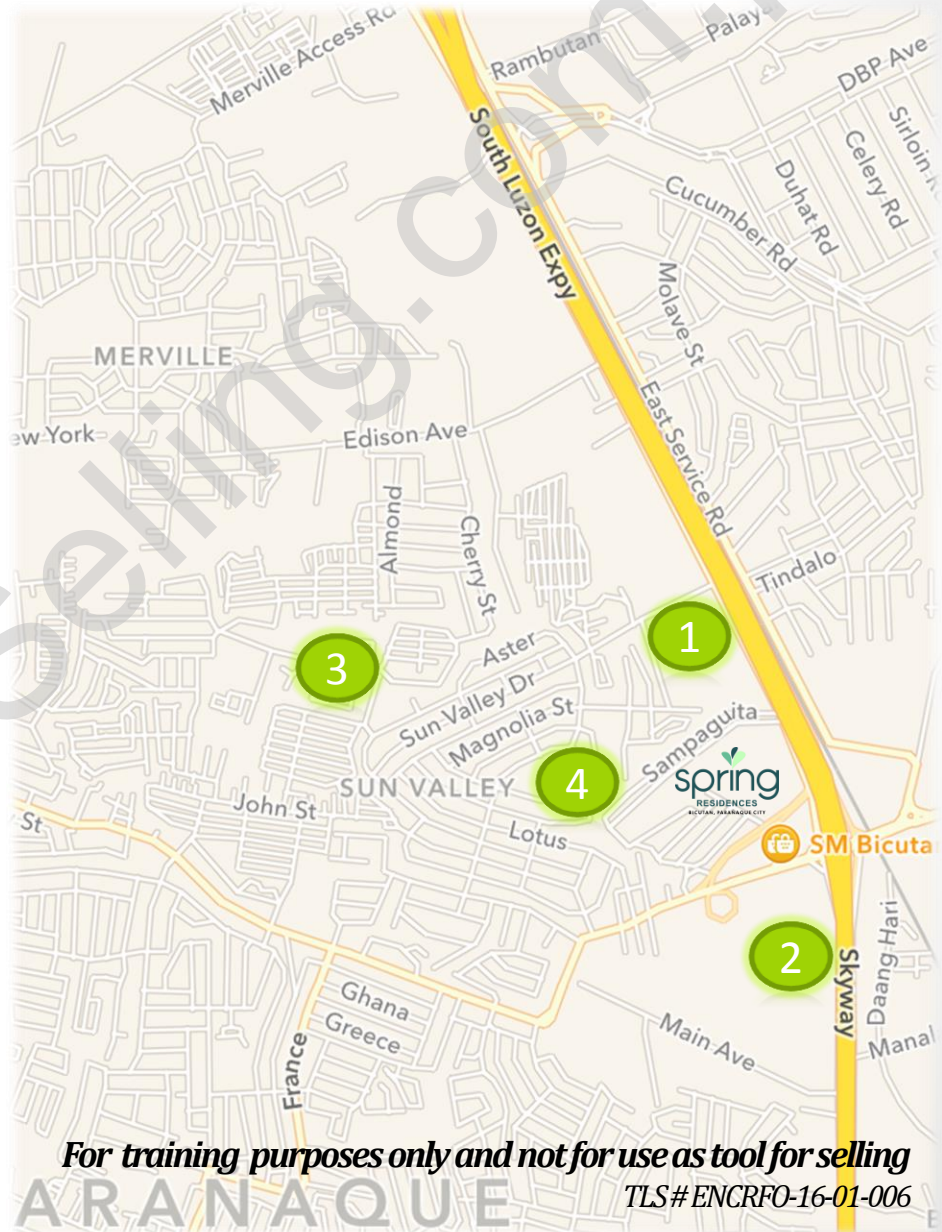 Merville Access Rd
Rambutan
Palay
DBP Ave
Sirloin
Celery Rd
Duhat Rd
South Luzon Expy
Cucumber Rd
Molave St
MERVILLE
ew York
Edison Ave
East Service Rd
Almond
Cherry St
Tindalo
1
Aster
3
Sun Valley Dr
Magnolia St
Sampaguita
4
SUN VALLEY
spring
RESIDENCES
BICUTAN, PARAÑAQUE CITY
John St
St
Lotus
SM Bicuta
2
Skyway
Daang Hari
Ghana
Greece
Main Ave
Manal
France
For training purposes only and not for use as tool for selling
ARANAQUE
TLS # ENCRFO-16-01-006
Selling.com.